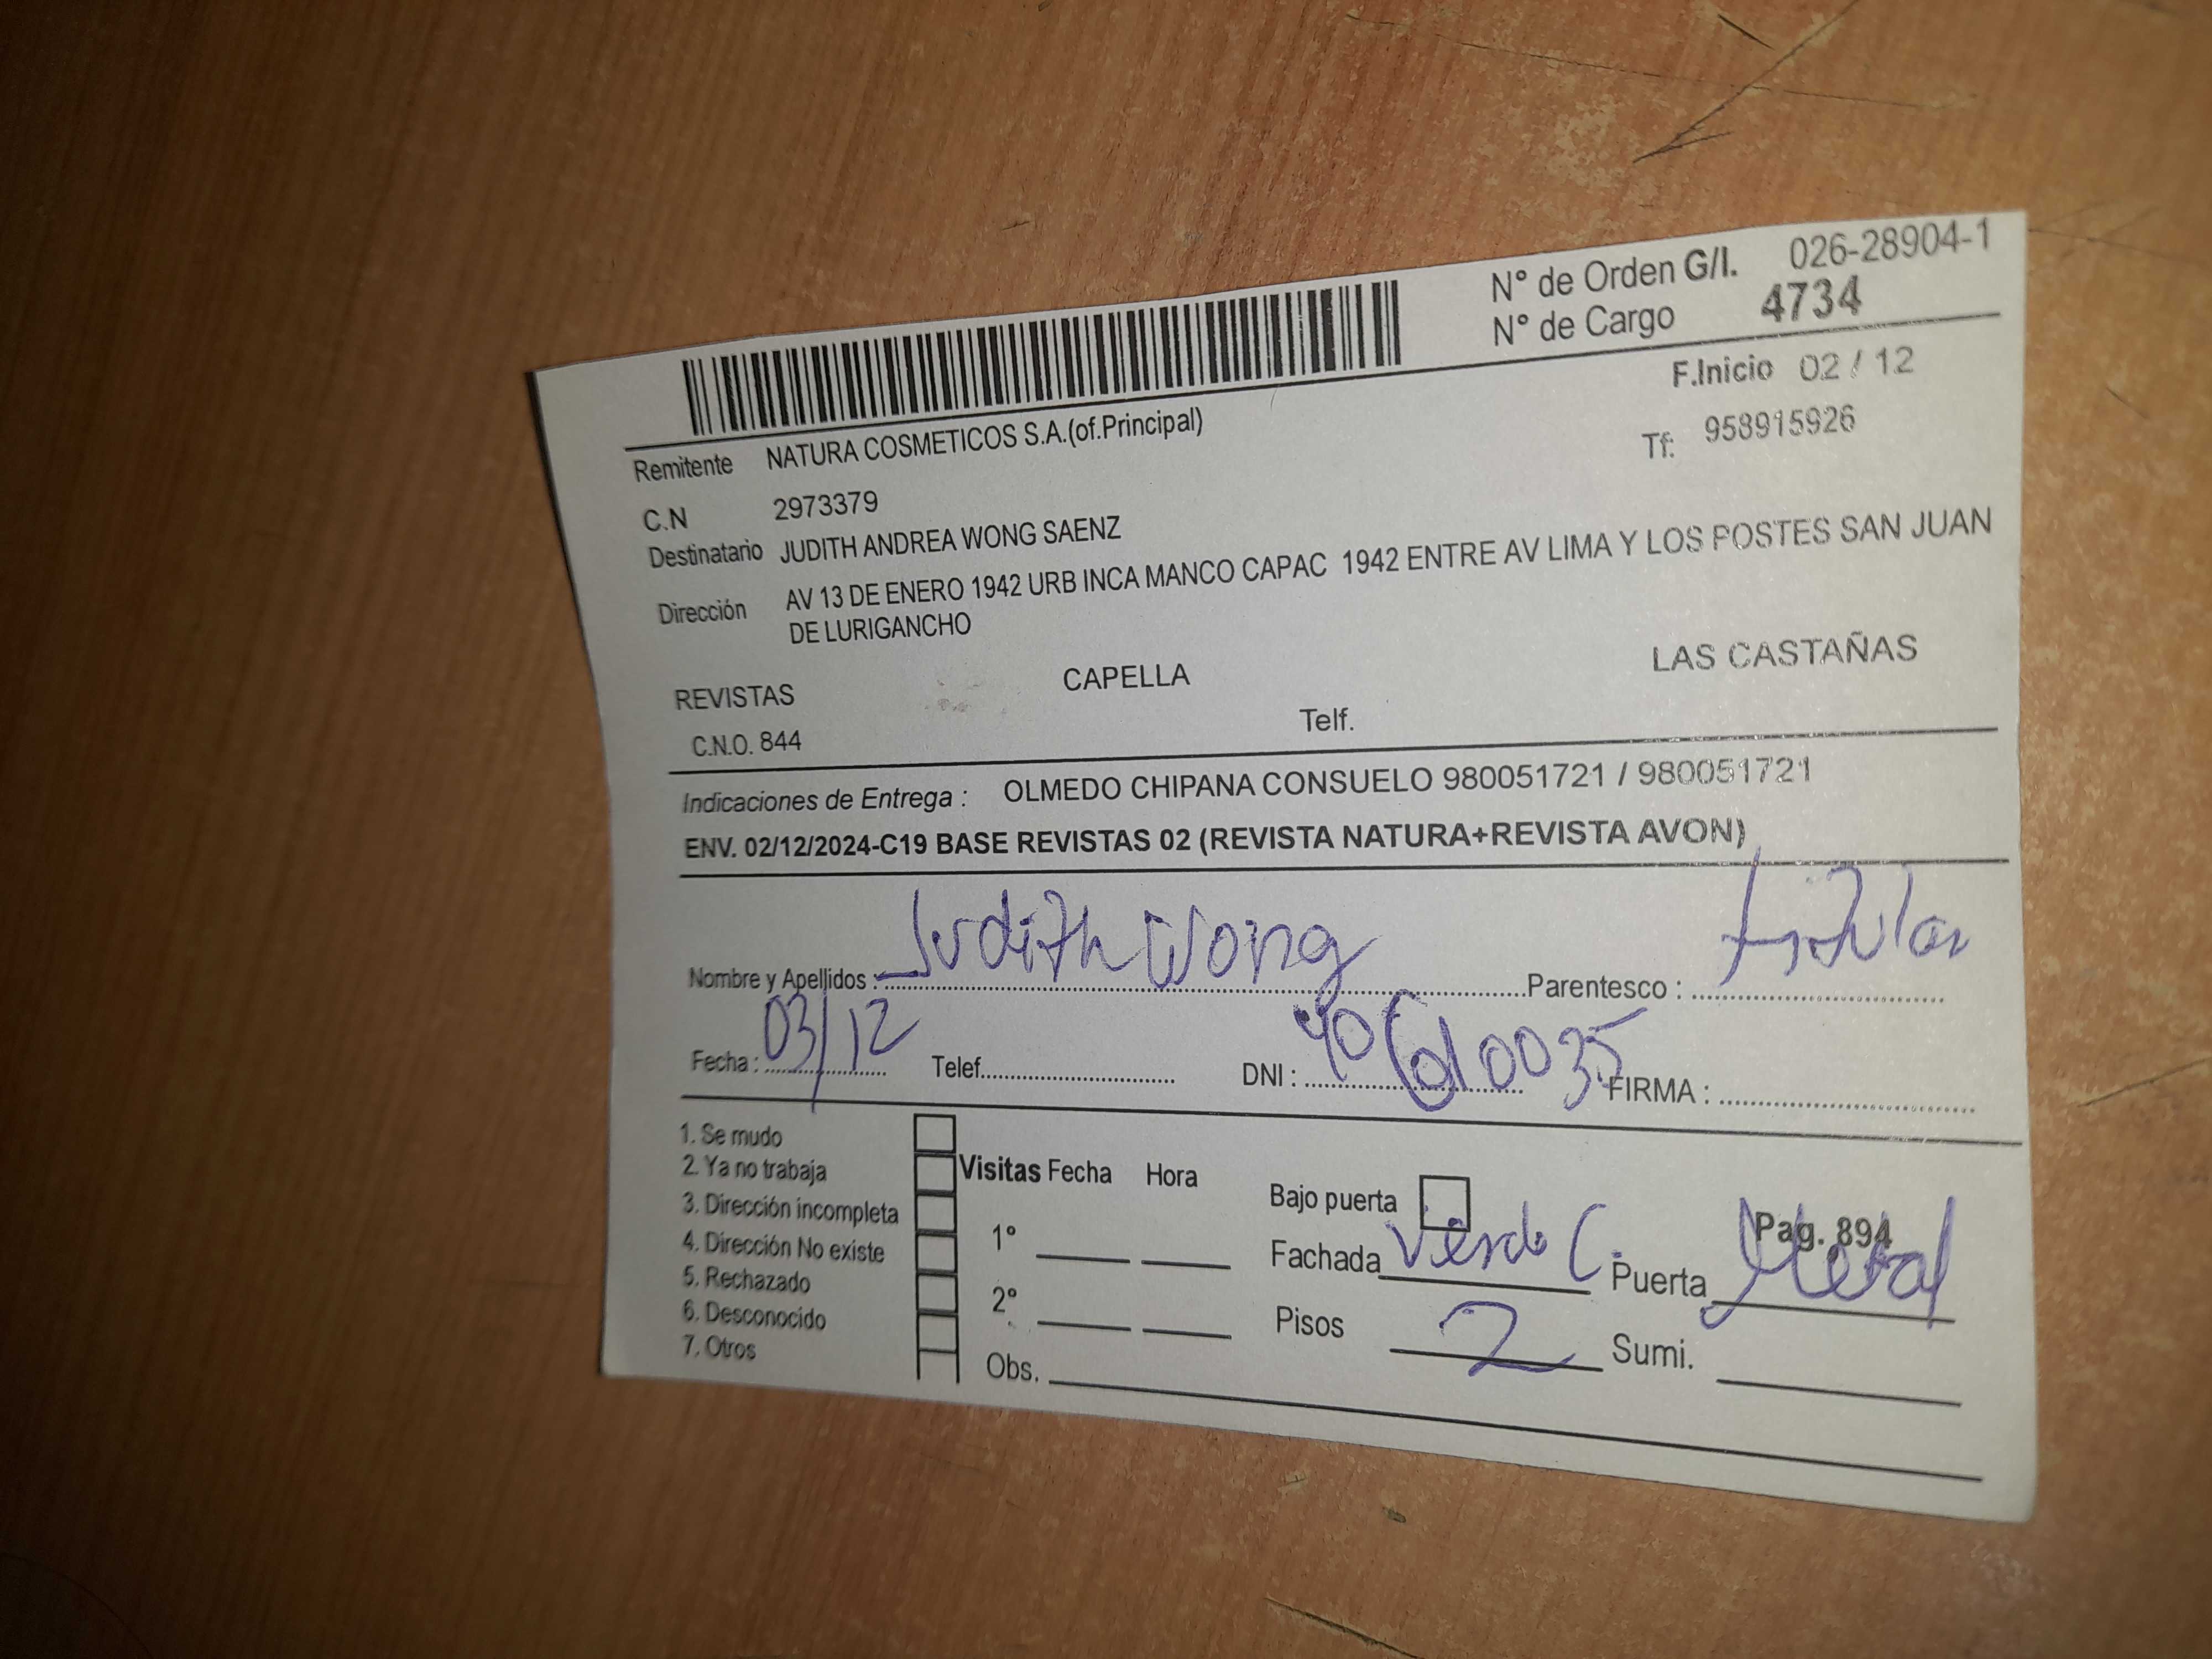 N° de Orden G/I. 026-28904-1
N° de Cargo 4734
F.Inicio 02 / 12
Remitente NATURA COSMETICOS S.A.(of.Principal)
Tf: 958915926
C.N 2973379
Destinatario JUDITH ANDREA WONG SAENZ
Dirección AV 13 DE ENERO 1942 URB INCA MANCO CAPAC 1942 ENTRE AV LIMA Y LOS POSTES SAN JUAN
DE LURIGANCHO
REVISTAS CAPELLA LAS CASTAÑAS
C.N.O. 844 Telf.
Indicaciones de Entrega : OLMEDO CHIPANA CONSUELO 980051721 / 980051721
ENV. 02/12/2024-C19 BASE REVISTAS 02 (REVISTA NATURA+REVISTA AVON)
Nombre y Apellidos : Judith Wong Parentesco :
Fecha : 03/12 Telef. DNI : FIRMA :
1. Se mudo
2. Ya no trabaja
3. Dirección incompleta
4. Dirección No existe
5. Rechazado
6. Desconocido
7. Otros
Visitas Fecha Hora
1°
2°
Obs.
Bajo puerta
Pag. 894
Fachada Verde C. Puerta Metal
Pisos 2 Sumi.